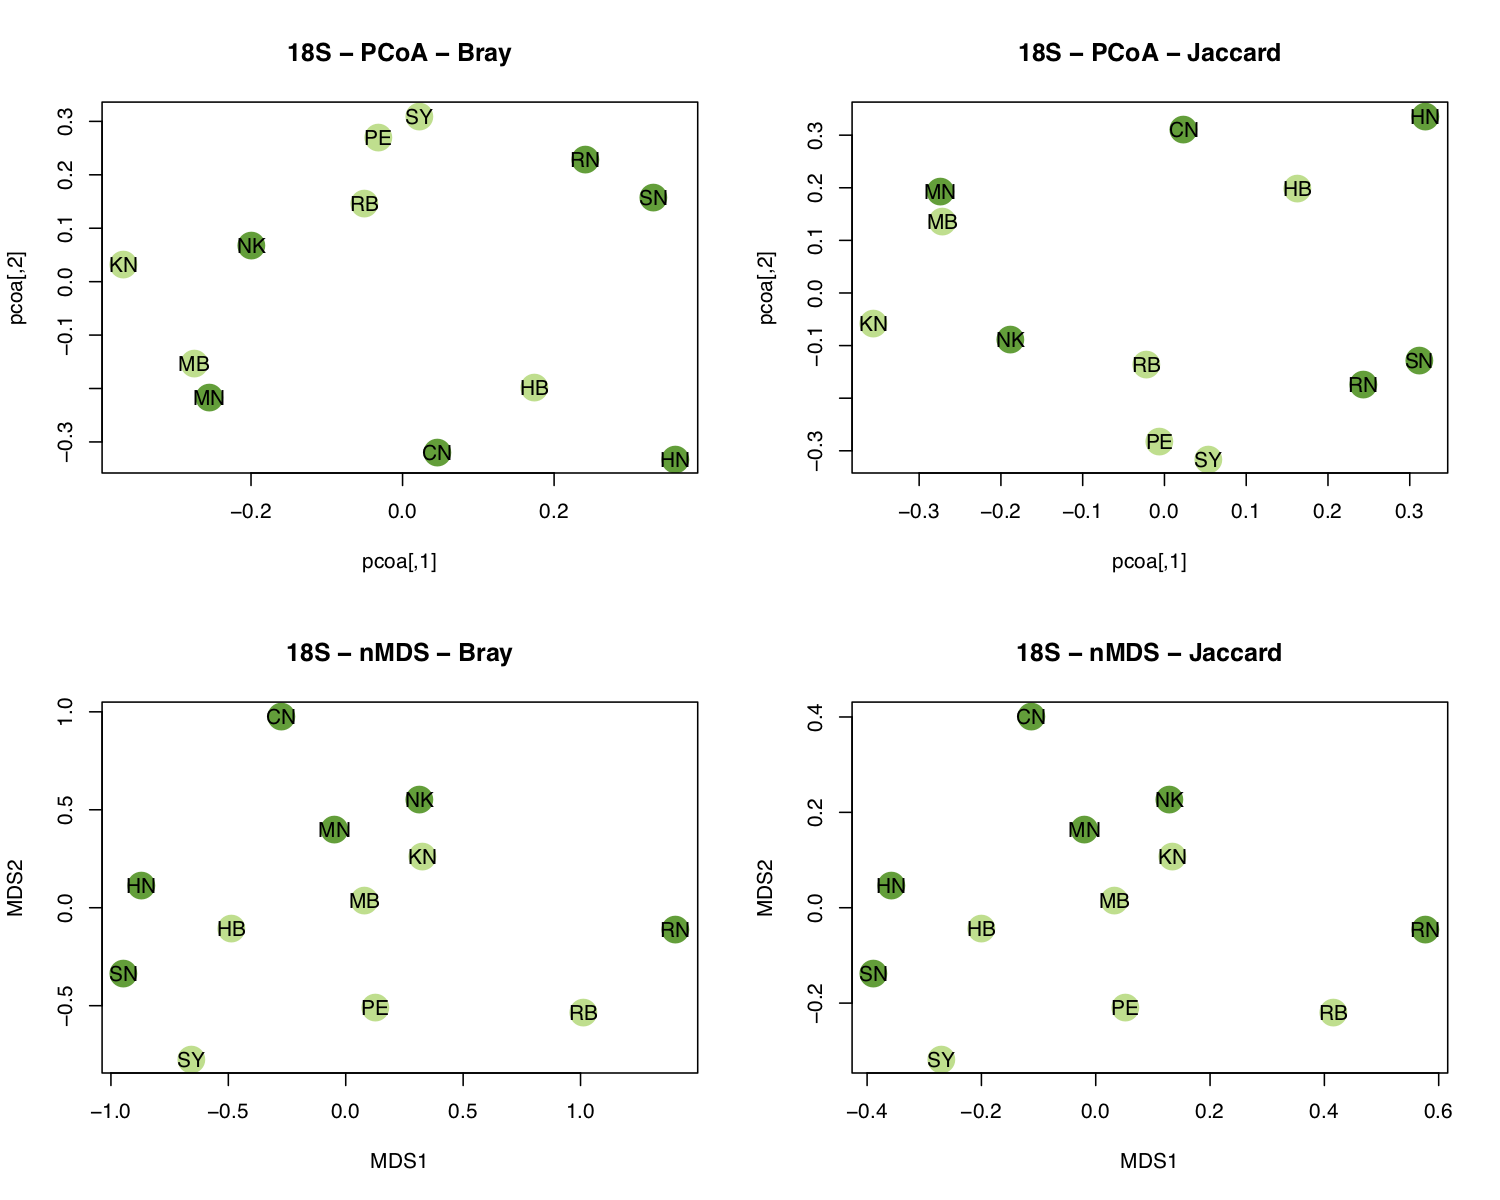 18S – PCoA – Bray
0.3
0.2
0.1
0.0
−0.1
−0.3
pcoa[,2]
SY
PE
RN
SN
RB
NK
KN
MB
MN
HB
CN
HN
−0.2 0.0 0.2
pcoa[,1]
18S – PCoA – Jaccard
0.3
0.2
0.1
0.0
−0.1
−0.3
pcoa[,2]
HN
CN
MN
HB
MB
KN
NK
RB
SN
RN
PE
SY
−0.3 −0.2 −0.1 0.0 0.1 0.2 0.3
pcoa[,1]
18S – nMDS – Bray
1.0
0.5
0.0
−0.5
MDS2
CN
NK
MN
KN
HN
MB
HB
RN
SN
PE
RB
SY
−1.0 −0.5 0.0 0.5 1.0
MDS1
18S – nMDS – Jaccard
0.4
0.2
0.0
−0.2
MDS2
CN
NK
MN
KN
HN
MB
HB
RN
SN
PE
RB
SY
−0.4 −0.2 0.0 0.2 0.4 0.6
MDS1